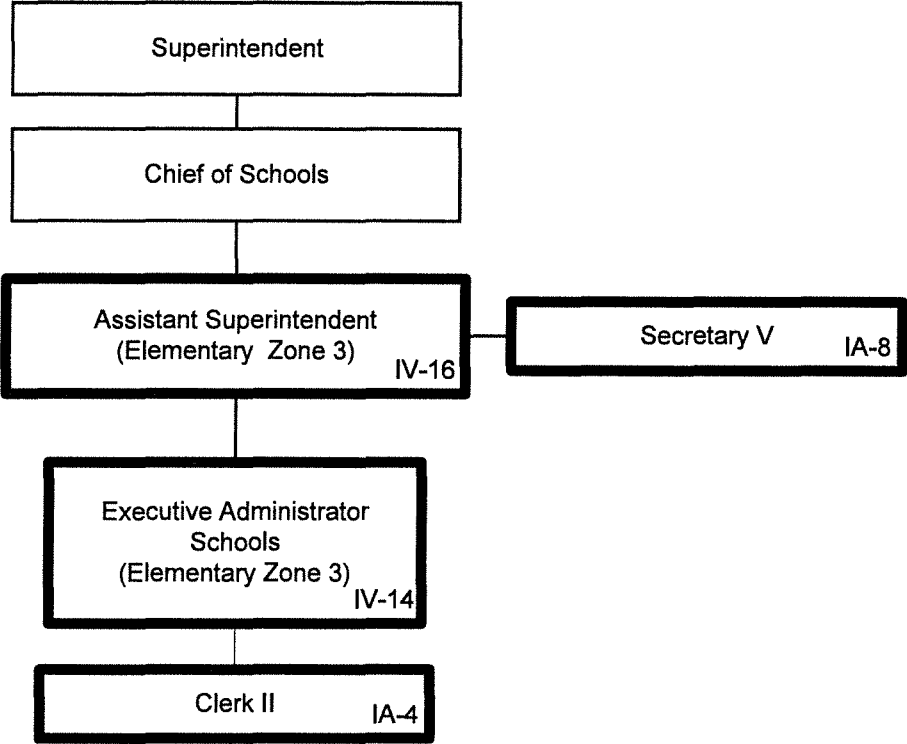 Superintendent
Chief of Schools
Assistant Superintendent
(Elementary Zone 3)
IV-16
Secretary V
IA-8
Executive Administrator
Schools
(Elementary Zone 3)
IV-14
Clerk II
IA-4